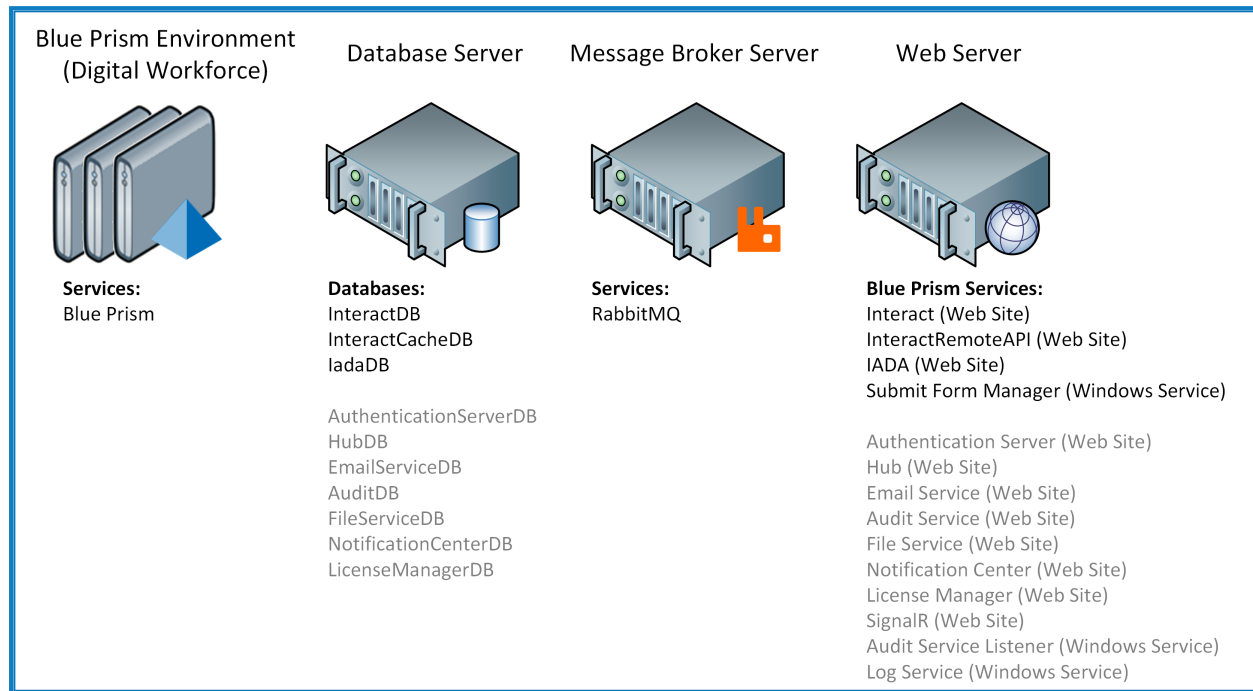 Blue Prism Environment
(Digital Workforce)
Database Server
Message Broker Server
Web Server
Services:
Blue Prism
Databases:
InteractDB
InteractCacheDB
IadaDB
AuthenticationServerDB
HubDB
EmailServiceDB
AuditDB
FileServiceDB
NotificationCenterDB
LicenseManagerDB
Services:
RabbitMQ
Blue Prism Services:
Interact (Web Site)
InteractRemoteAPI (Web Site)
IADA (Web Site)
Submit Form Manager (Windows Service)
Authentication Server (Web Site)
Hub (Web Site)
Email Service (Web Site)
Audit Service (Web Site)
File Service (Web Site)
Notification Center (Web Site)
License Manager (Web Site)
SignalR (Web Site)
Audit Service Listener (Windows Service)
Log Service (Windows Service)